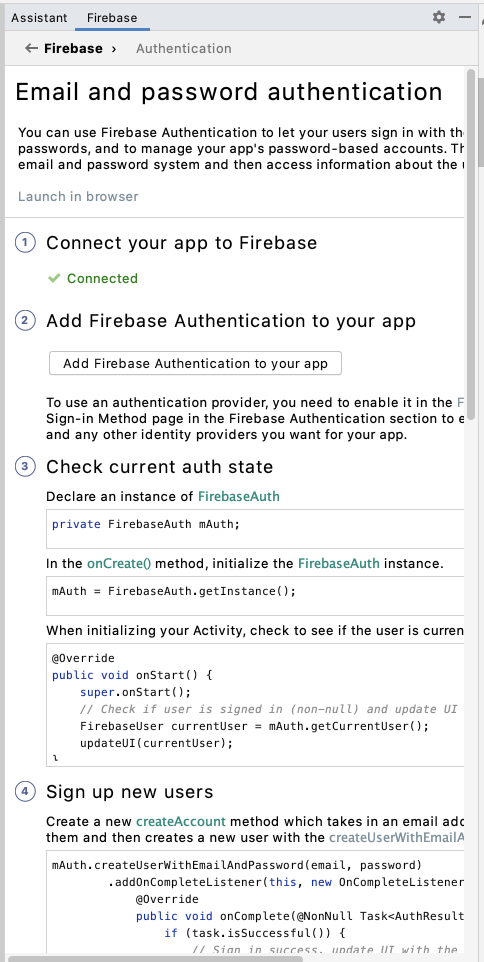 Assistant Firebase
← Firebase › Authentication
Email and password authentication
You can use Firebase Authentication to let your users sign in with
passwords, and to manage your app's password-based accounts.
email and password system and then access information about the
Launch in browser
1 Connect your app to Firebase
Connected
2 Add Firebase Authentication to your app
Add Firebase Authentication to your app
To use an authentication provider, you need to enable it in the
Sign-in Method page in the Firebase Authentication section to
and any other identity providers you want for your app.
3 Check current auth state
Declare an instance of FirebaseAuth
private FirebaseAuth mAuth;
In the onCreate() method, initialize the FirebaseAuth instance.
mAuth = FirebaseAuth.getInstance();
When initializing your Activity, check to see if the user is curren
@Override
public void onStart() {
super.onStart();
// Check if user is signed in (non-null) and update UI
FirebaseUser currentUser = mAuth.getCurrentUser();
updateUI(currentUser);
}
4 Sign up new users
Create a new createAccount method which takes in an email add
them and then creates a new user with the createUserWithEmailA
mAuth.createUserWithEmailAndPassword(email, password)
.addOnCompleteListener(this, new OnCompleteListener
@Override
public void onComplete(@NonNull Task<AuthResult
if (task.isSuccessful()) {
// Sign in success, update UI with the